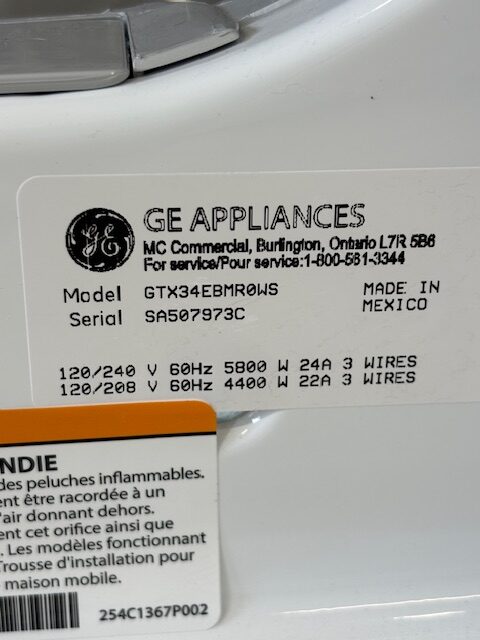 GE
GE APPLIANCES
MC Commercial, Burlington, Ontario L7R 5B6
For service/Pour service:1-800-561-3344
Model GTX34EBMR0WS MADE IN
Serial SA507973C MEXICO
120/240 V 60Hz 5800 W 24A 3 WIRES
120/208 V 60Hz 4400 W 22A 3 WIRES
NDIE
des peluches inflammables.
ent être racordée à un
'air donnant dehors.
ent cet orifice ainsi que
. Les modèles fonctionnant
Trousse d'installation pour
maison mobile.
254C1367P002